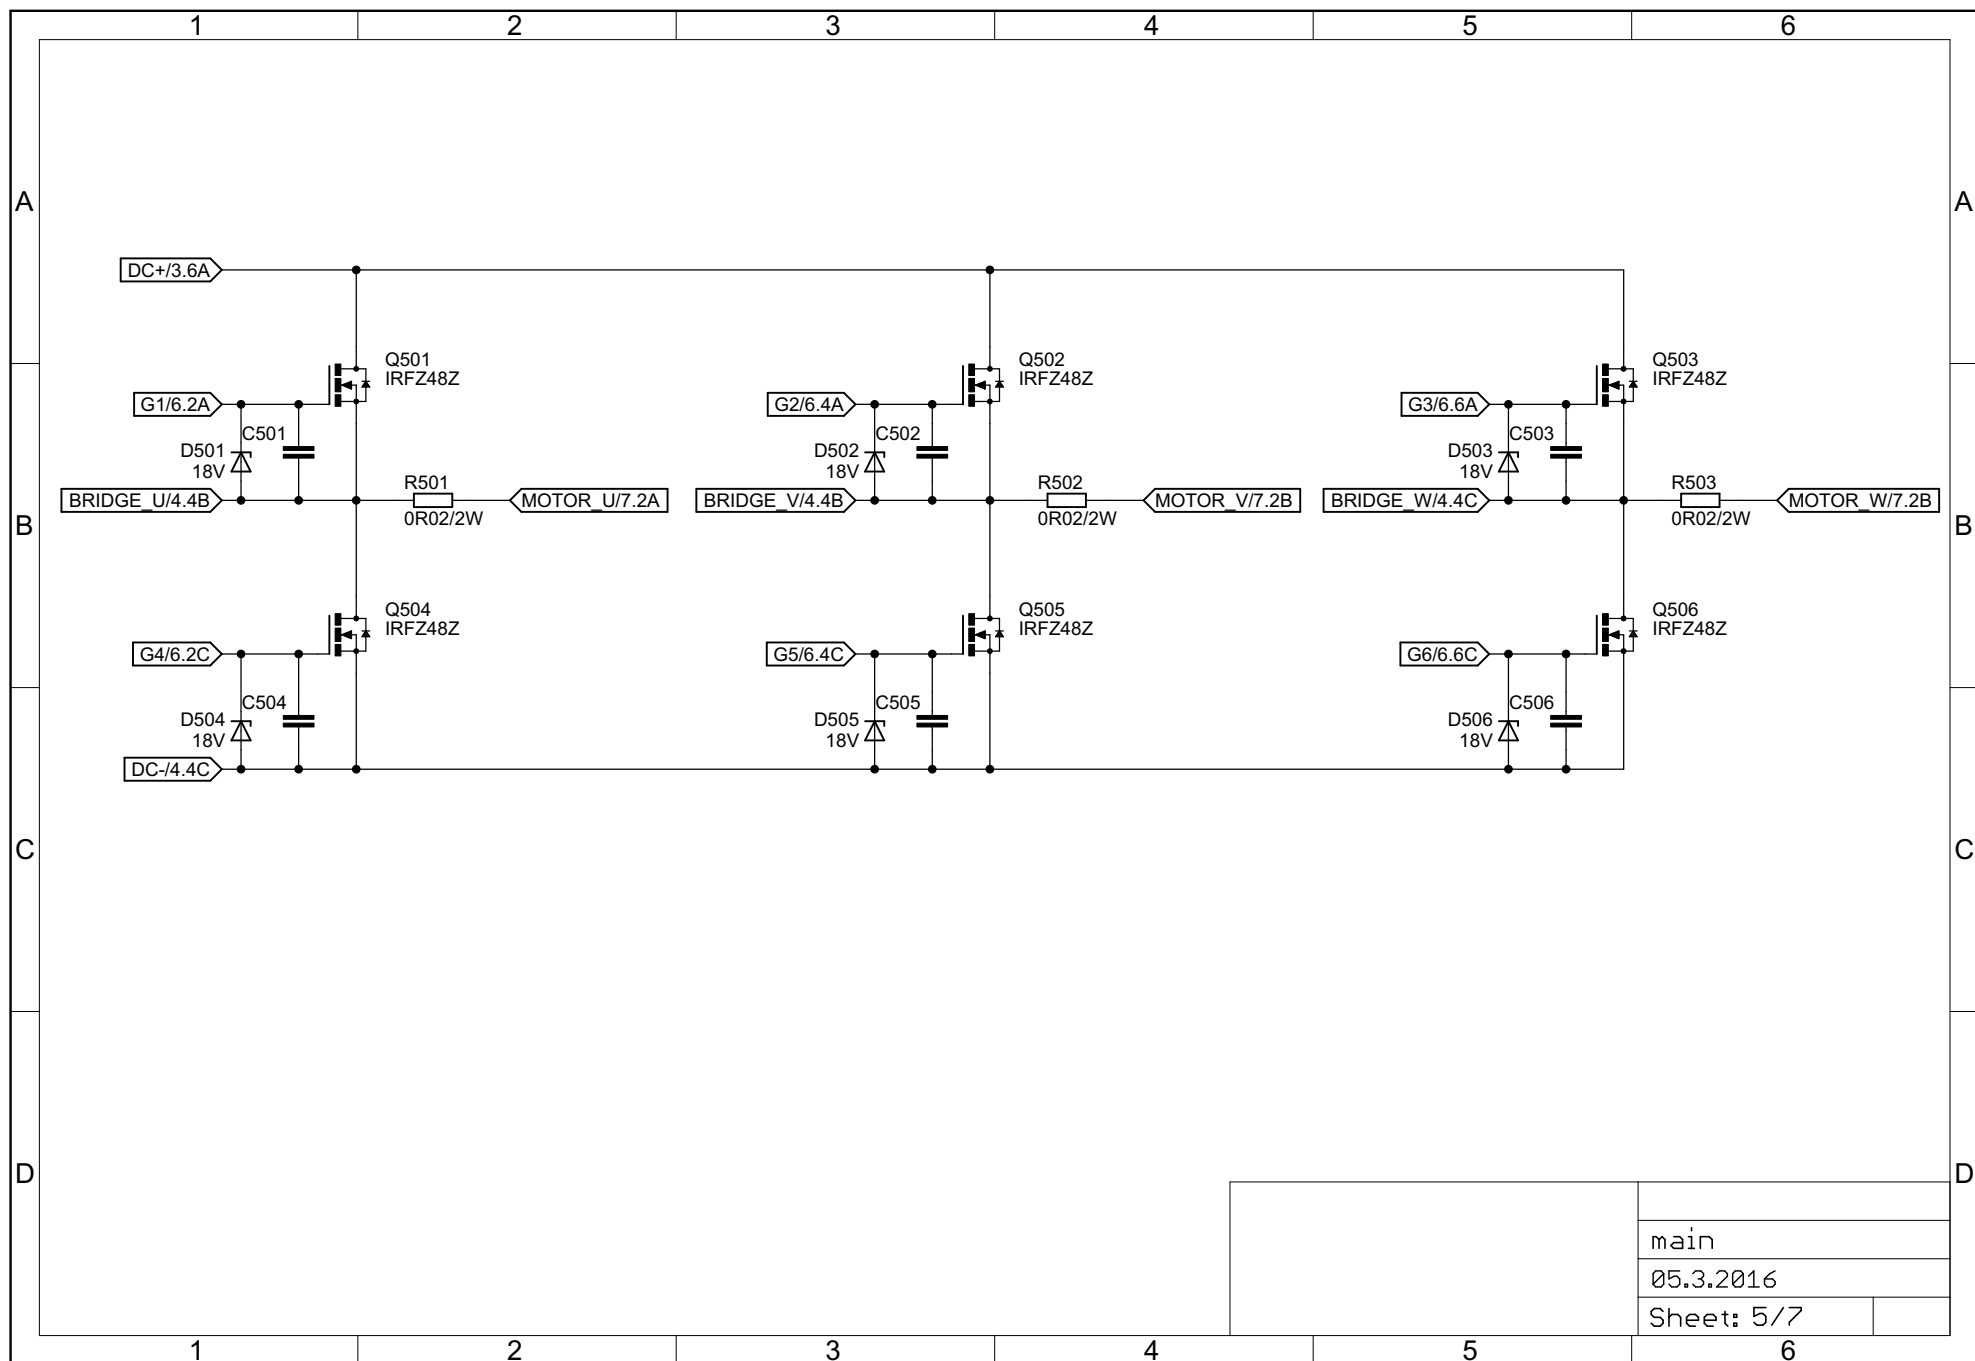 1 2 3 4 5 6
A A
DC+/3.6A
Q501 Q502 Q503
IRFZ48Z IRFZ48Z IRFZ48Z
G1/6.2A G2/6.4A G3/6.6A
C501 C502 C503
D501 D502 D503
18V 18V 18V
R501 R502 R503
BRIDGE_U/4.4B MOTOR_U/7.2A BRIDGE_V/4.4B MOTOR_V/7.2B BRIDGE_W/4.4C MOTOR_W/7.2B
0R02/2W 0R02/2W 0R02/2W
B B
Q504 Q505 Q506
IRFZ48Z IRFZ48Z IRFZ48Z
G4/6.2C G5/6.4C G6/6.6C
C504 C505 C506
D504 D505 D506
18V 18V 18V
DC-/4.4C
C C
D D
main
05.3.2016
Sheet: 5/7
1 2 3 4 5 6